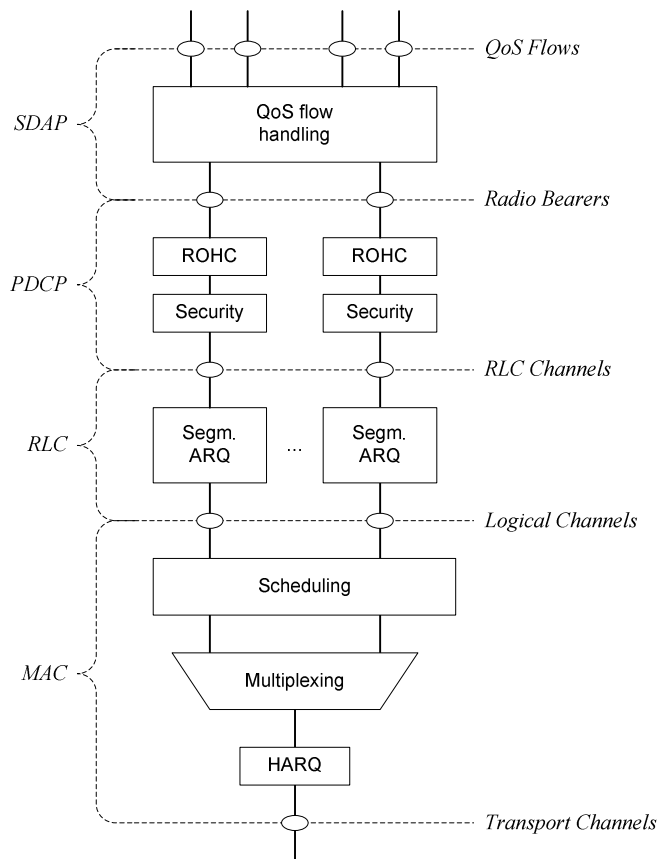 QoS Flows
SDAP
QoS flow
handling
Radio Bearers
ROHC
ROHC
PDCP
Security
Security
RLC Channels
RLC
Segm.
ARQ
...
Segm.
ARQ
Logical Channels
Scheduling
MAC
Multiplexing
HARQ
Transport Channels